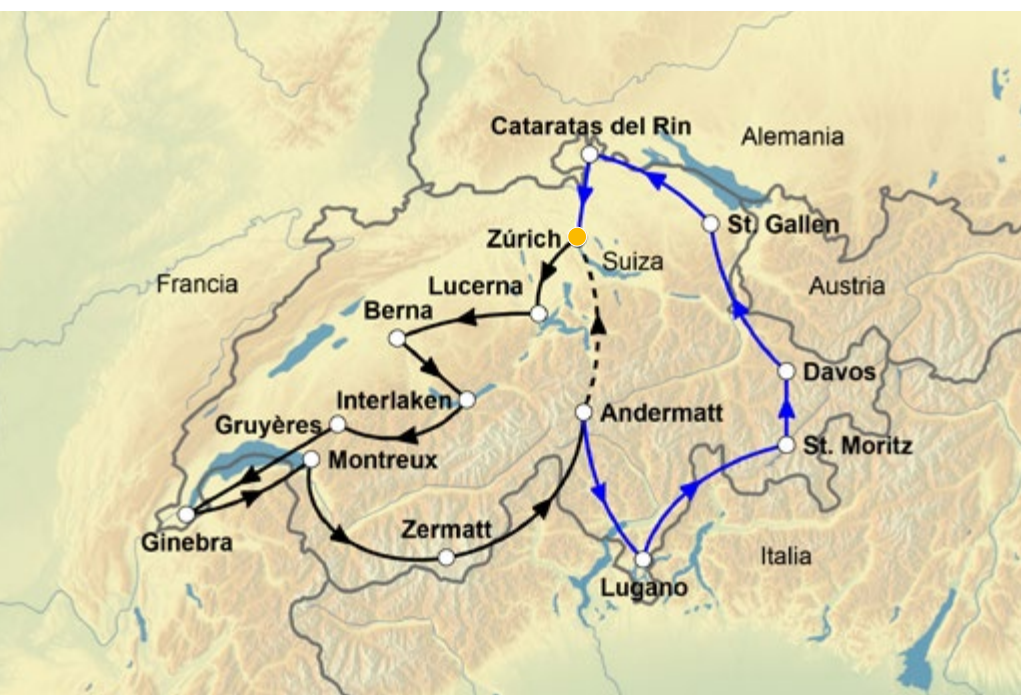 Cataratas del Rin
Alemania
St. Gallen
Zúrich
Suiza
Francia
Lucerna
Austria
Berna
Davos
Interlaken
Andermatt
Gruyères
St. Moritz
Montreux
Zermatt
Ginebra
Italia
Lugano